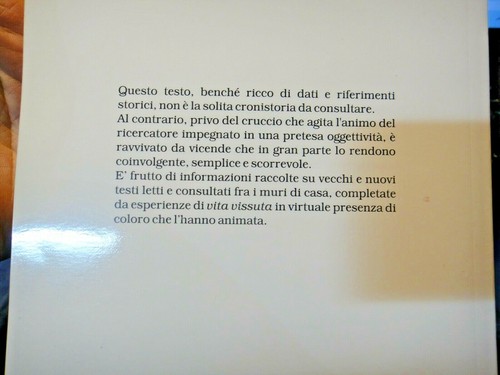 Questo testo, benché ricco di dati e riferimenti
storici, non è la solita cronistoria da consultare.
Al contrario, privo del cruccio che agita l'animo del
ricercatore impegnato in una pretesa oggettività, è
ravvivato da vicende che in gran parte lo rendono
coinvolgente, semplice e scorrevole.
E' frutto di informazioni raccolte su vecchi e nuovi
testi letti e consultati fra i muri di casa, completate
da esperienze di vita vissuta in virtuale presenza di
coloro che l'hanno animata.